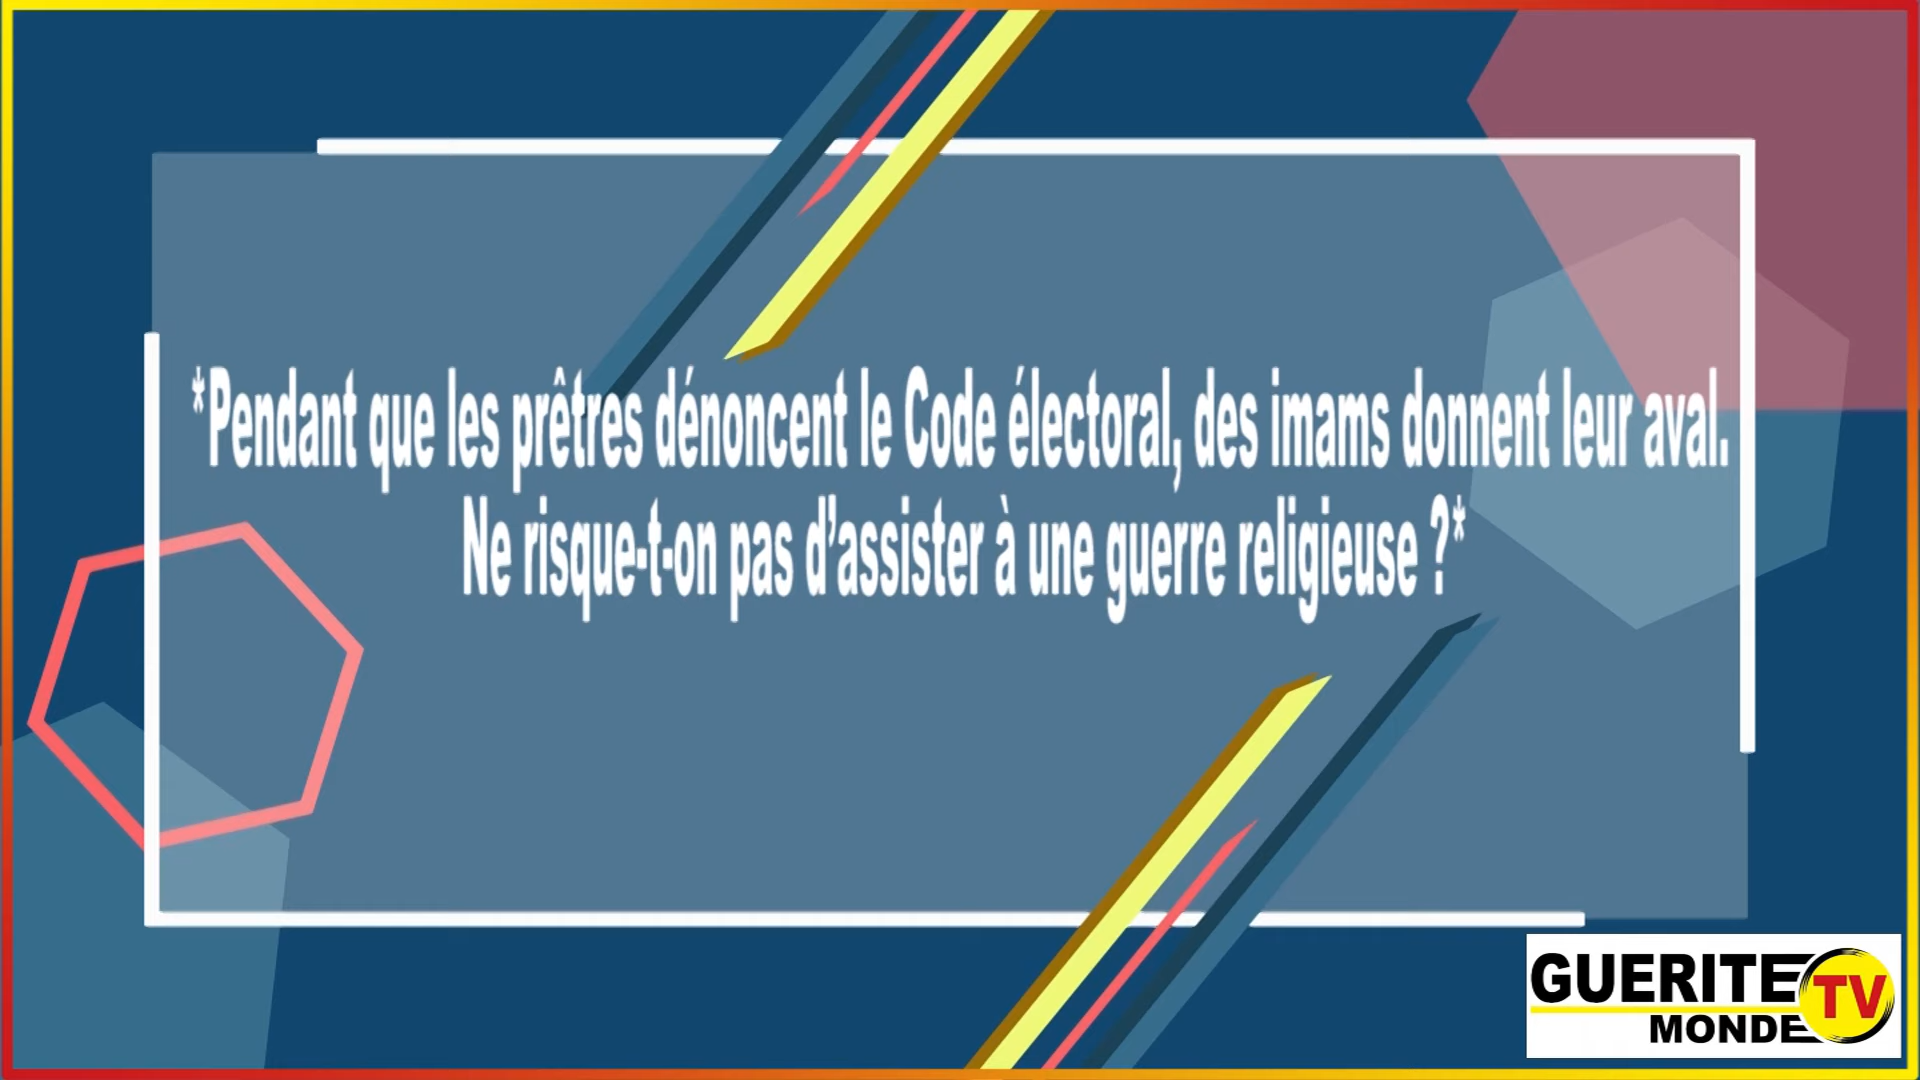 *Pendant que les prêtres dénoncent le Code électoral, des imams donnent leur aval.
Ne risque-t-on pas d'assister à une guerre religieuse ?*
GUERITE TV
MONDE